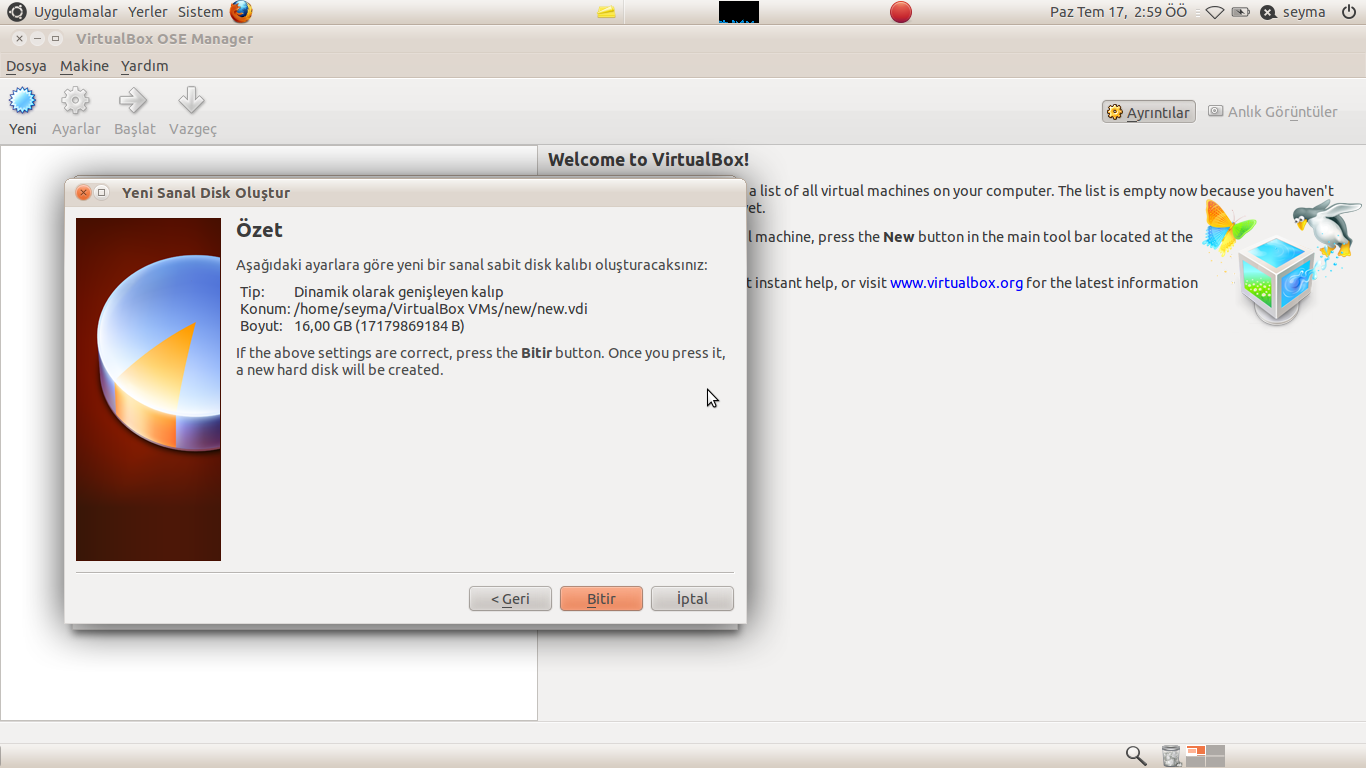 Uygulamalar Yerler Sistem Paz Tem 17, 2:59 ÖÖ seyma
VirtualBox OSE Manager
Dosya Makine Yardım
Yeni Ayarlar Başlat Vazgeç Ayrıntılar Anlık Görüntüler
Welcome to VirtualBox!
a list of all virtual machines on your computer. The list is empty now because you haven't
et.
l machine, press the New button in the main tool bar located at the
t instant help, or visit www.virtualbox.org for the latest information
Yeni Sanal Disk Oluştur
Özet
Aşağıdaki ayarlara göre yeni bir sanal sabit disk kalıbı oluşturacaksınız:
Tip: Dinamik olarak genişleyen kalıp
Konum: /home/seyma/VirtualBox VMs/new/new.vdi
Boyut: 16,00 GB (17179869184 B)
If the above settings are correct, press the Bitir button. Once you press it,
a new hard disk will be created.
< Geri Bitir İptal